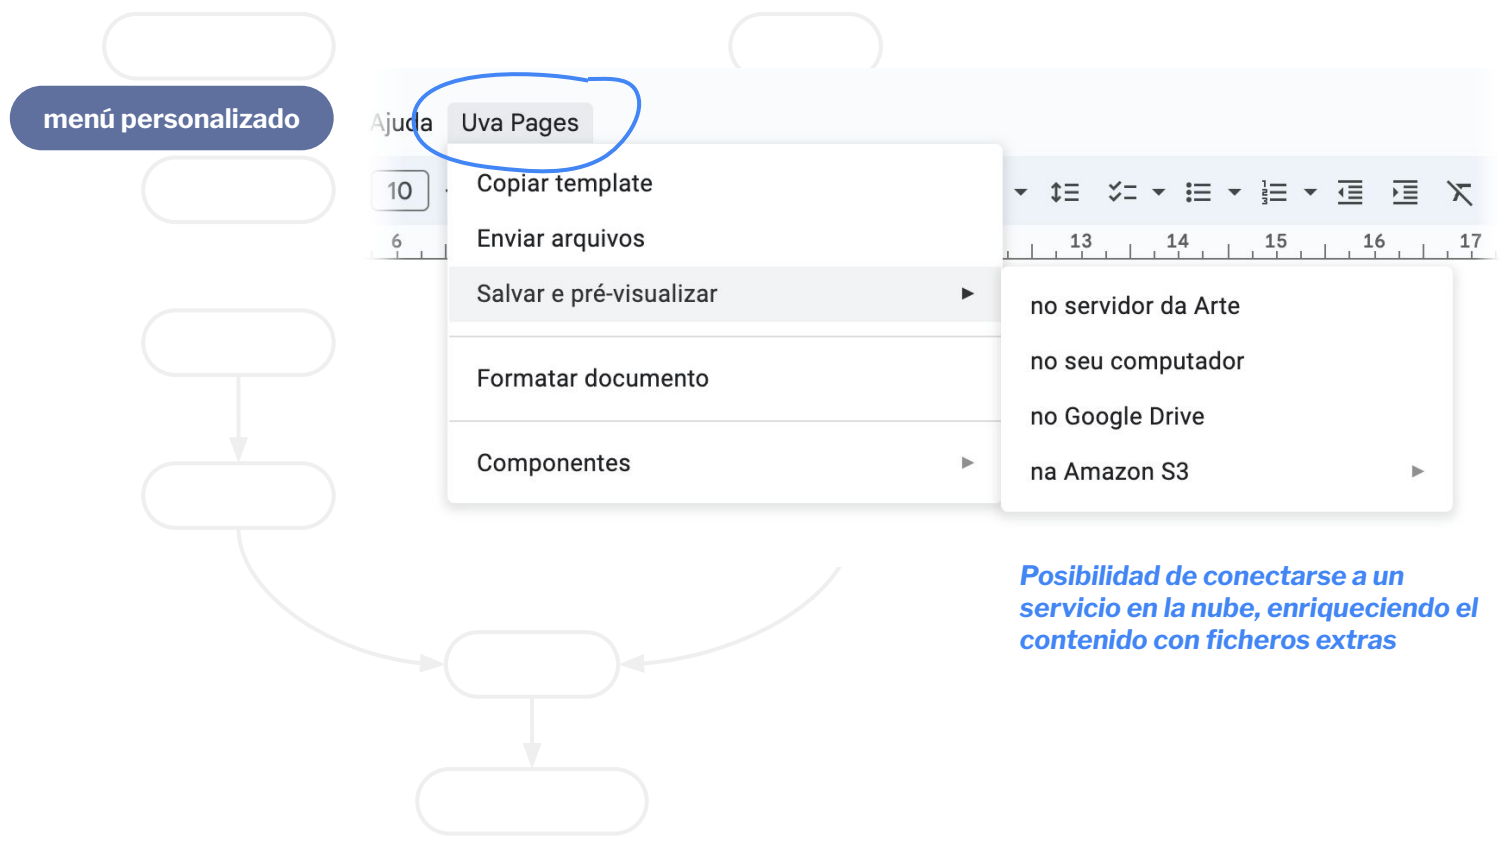 menú personalizado
Ajuda Uva Pages
10
Copiar template
6
13 14 15 16 17
Enviar arquivos
Salvar e pré-visualizar
Formatar documento
Componentes
no servidor da Arte
no seu computador
no Google Drive
na Amazon S3
Posibilidad de conectarse a un
servicio en la nube, enriqueciendo el
contenido con ficheros extras